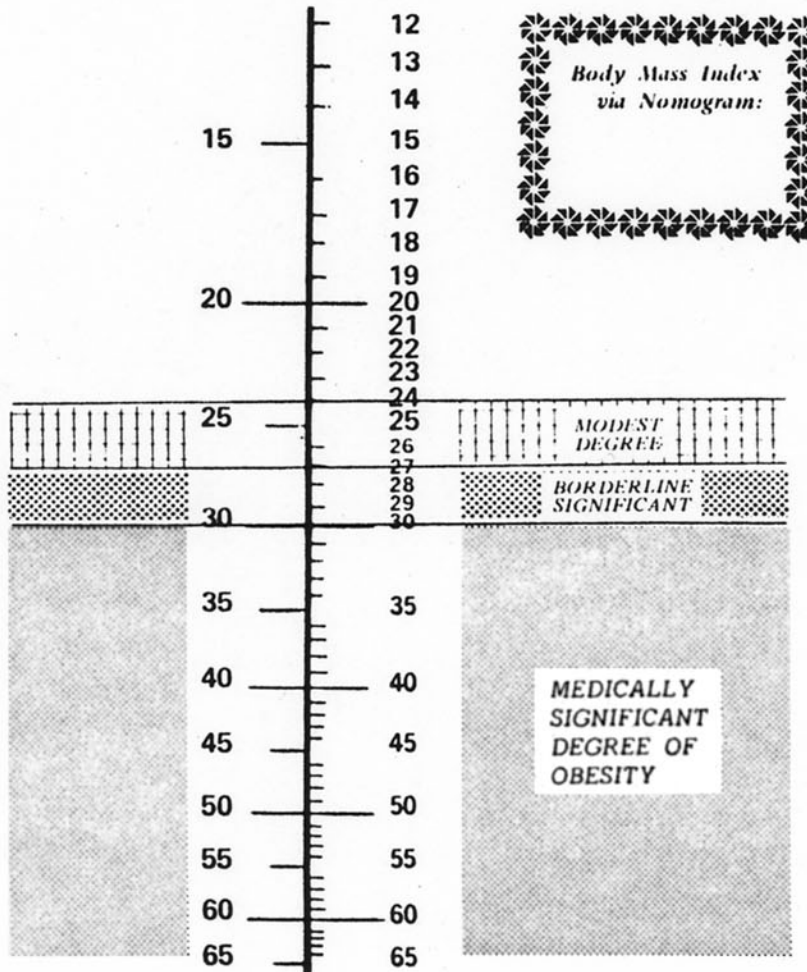 Body Mass Index
via Nomogram:
12
13
14
15 15
16
17
18
19
20 20
21
22
23
24
25 25
26
27
28
29
30 30
35 35
40 40
45 45
50 50
55 55
60 60
65 65
MODEST
DEGREE
BORDERLINE
SIGNIFICANT
MEDICALLY
SIGNIFICANT
DEGREE OF
OBESITY